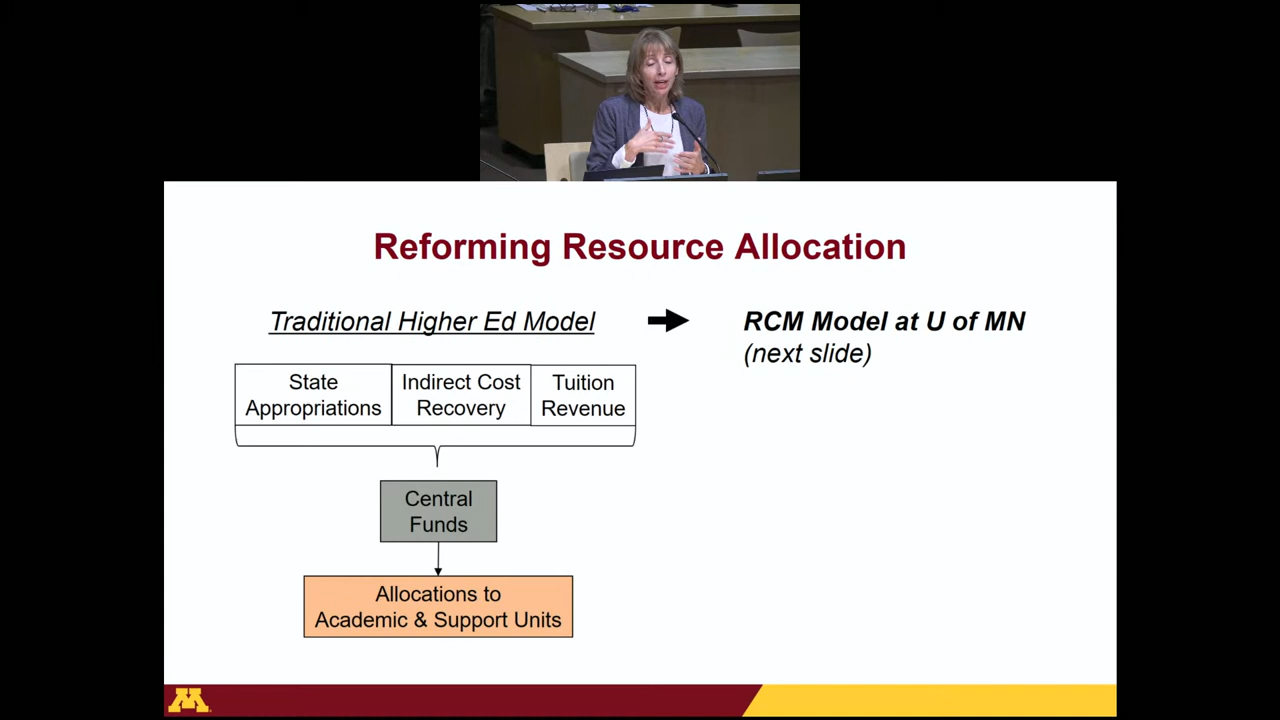 Reforming Resource Allocation
Traditional Higher Ed Model
RCM Model at U of MN
(next slide)
State
Appropriations
Indirect Cost
Recovery
Tuition
Revenue
Central
Funds
Allocations to
Academic & Support Units
M